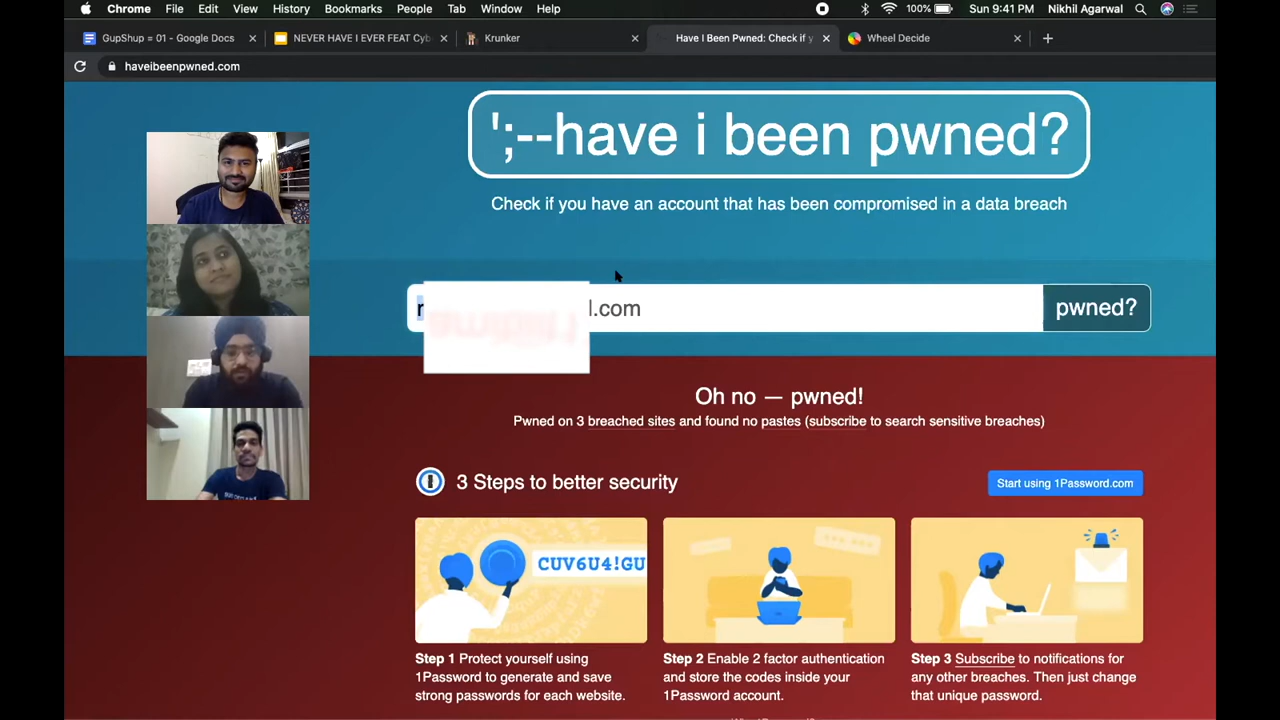 Chrome File Edit View History Bookmarks People Tab Window Help 100% Sun 9:41 PM Nikhil Agarwal
GupShup = 01 - Google Docs NEVER HAVE I EVER FEAT Cyb Krunker Have I Been Pwned: Check if y Wheel Decide
haveibeenpwned.com
';--have i been pwned?
Check if you have an account that has been compromised in a data breach
l.com pwned?
Oh no — pwned!
Pwned on 3 breached sites and found no pastes (subscribe to search sensitive breaches)
3 Steps to better security Start using 1Password.com
CUV6U4!GU
Step 1 Protect yourself using
1Password to generate and save
strong passwords for each website.
Step 2 Enable 2 factor authentication
and store the codes inside your
1Password account.
Step 3 Subscribe to notifications for
any other breaches. Then just change
that unique password.